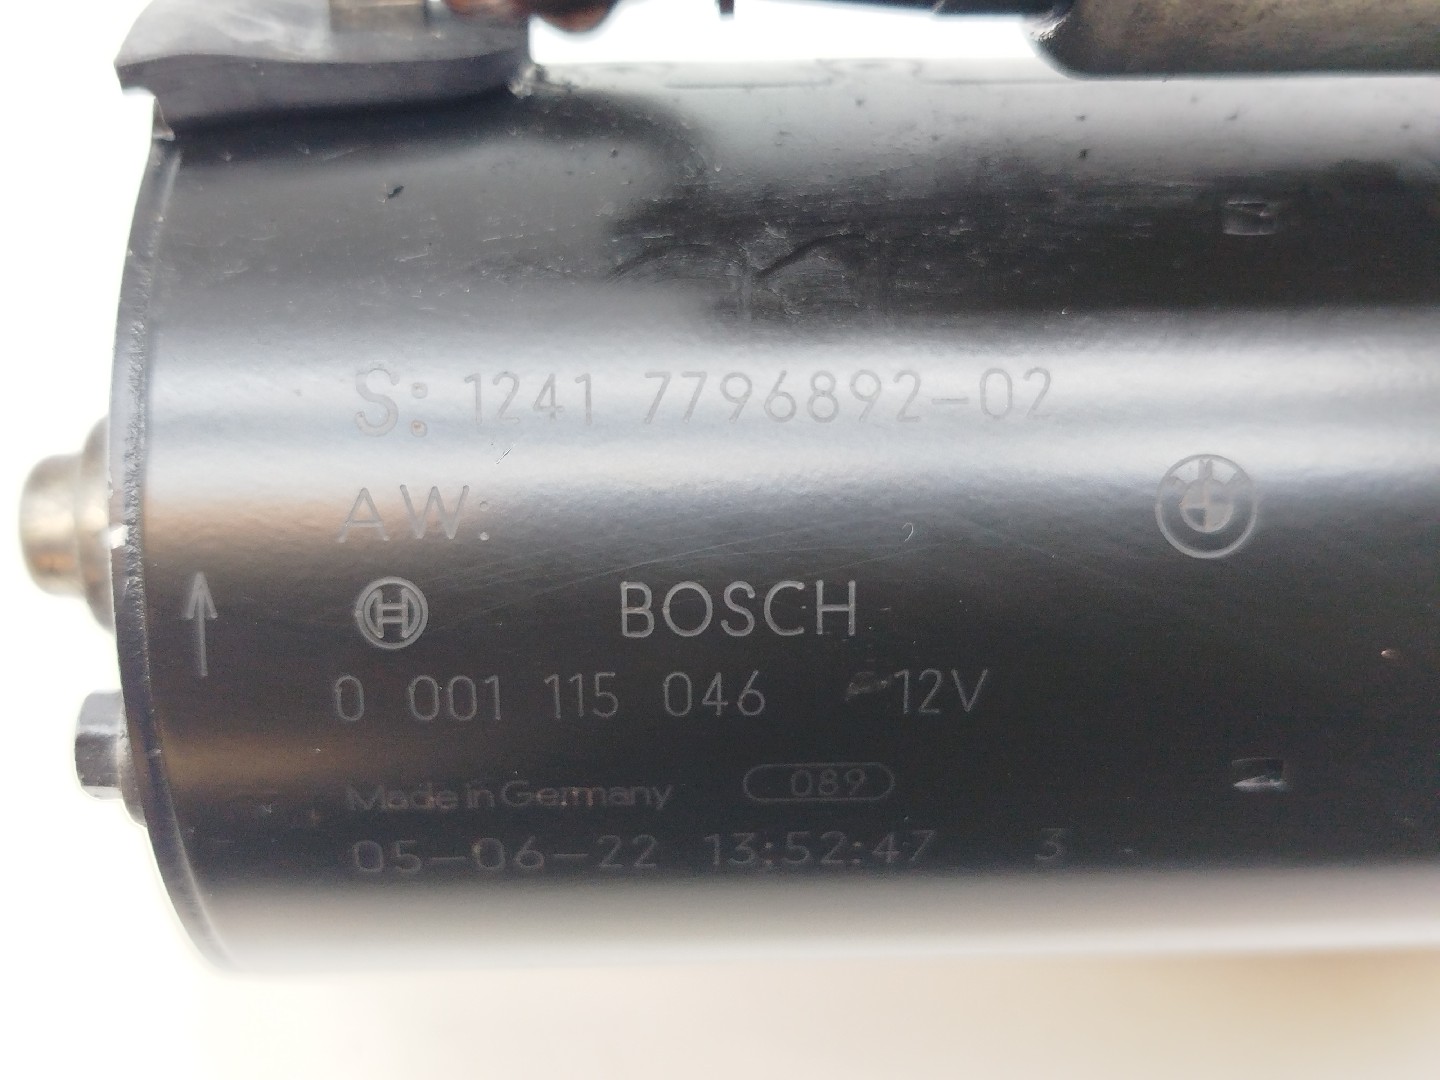 S: 1241 7796892-02
AW:
BOSCH
0 001 115 046 12V
Made in Germany 089
05-06-22 13:52:47 3